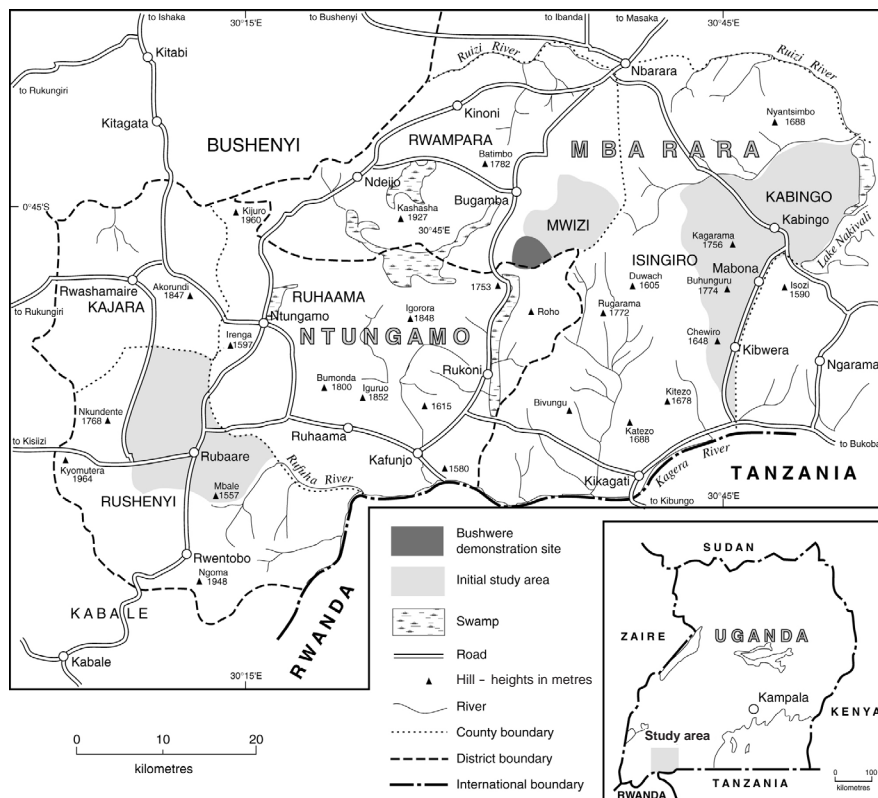 to Ishaka
30°15'E
to Bushenyi
to Ibanda
to Masaka
30°45'E
Kitabi
Ruizi River
Nbarara
Ruizi River
to Rukungiri
Kitagata
Kinoni
Nyantsimbo
1688
BUSHENYI
RWAMPARA
MBARARA
Batimbo
1782
Ndeijo
KABINGO
0°45'S
Kijuro
1960
Kashasha
1927
Bugamba
MWIZI
Kabingo
30°45'E
Kagarama
1756
Lake Nakivali
ISINGIRO
Mabona
Rwashamaire
KAJARA
Akorundi
1847
RUHAAMA
1753
Duwach
1605
Buhunguru
1774
Isozi
1590
to Rukungiri
Ntungamo
Igorora
1848
Roho
Rugarama
1772
NTUNGAMO
Irenga
1597
Chewiro
1648
Kibwera
Rukoni
Ngarama
Bumonda
1800
Iguruo
1852
Nkundente
1768
1615
Bivungu
Kitezo
1678
Ruhaama
Katezo
1688
to Kisiizi
Rubaare
Kafunjo
to Bukoba
Kyomutera
1964
Rufuha River
1580
Kagera River
TANZANIA
RUSHENYI
Mbale
1557
Kikagati
to Kibungo
30°45'E
Rwentobo
Ngoma
1948
KABALE
RWANDA
Kabale
30°15'E
0 10 20
kilometres
Bushwere
demonstration site
Initial study area
Swamp
Road
Hill – heights in metres
River
County boundary
District boundary
International boundary
SUDAN
ZAIRE
UGANDA
Kampala
KENYA
Study area
TANZANIA
RWANDA
0 100
kilometres